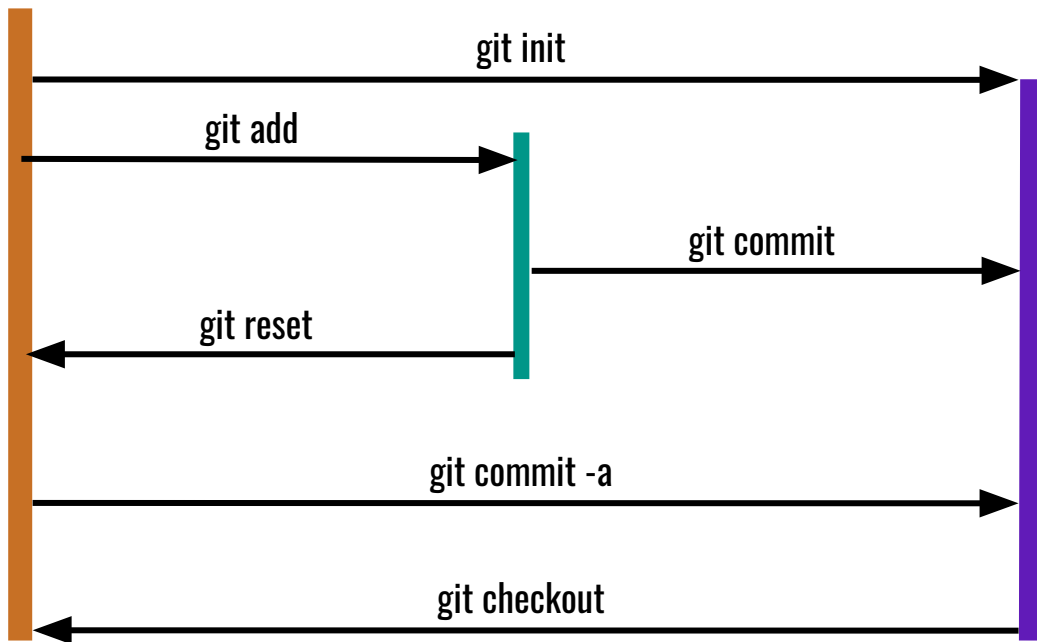 git init
git add
git commit
git reset
git commit -a
git checkout